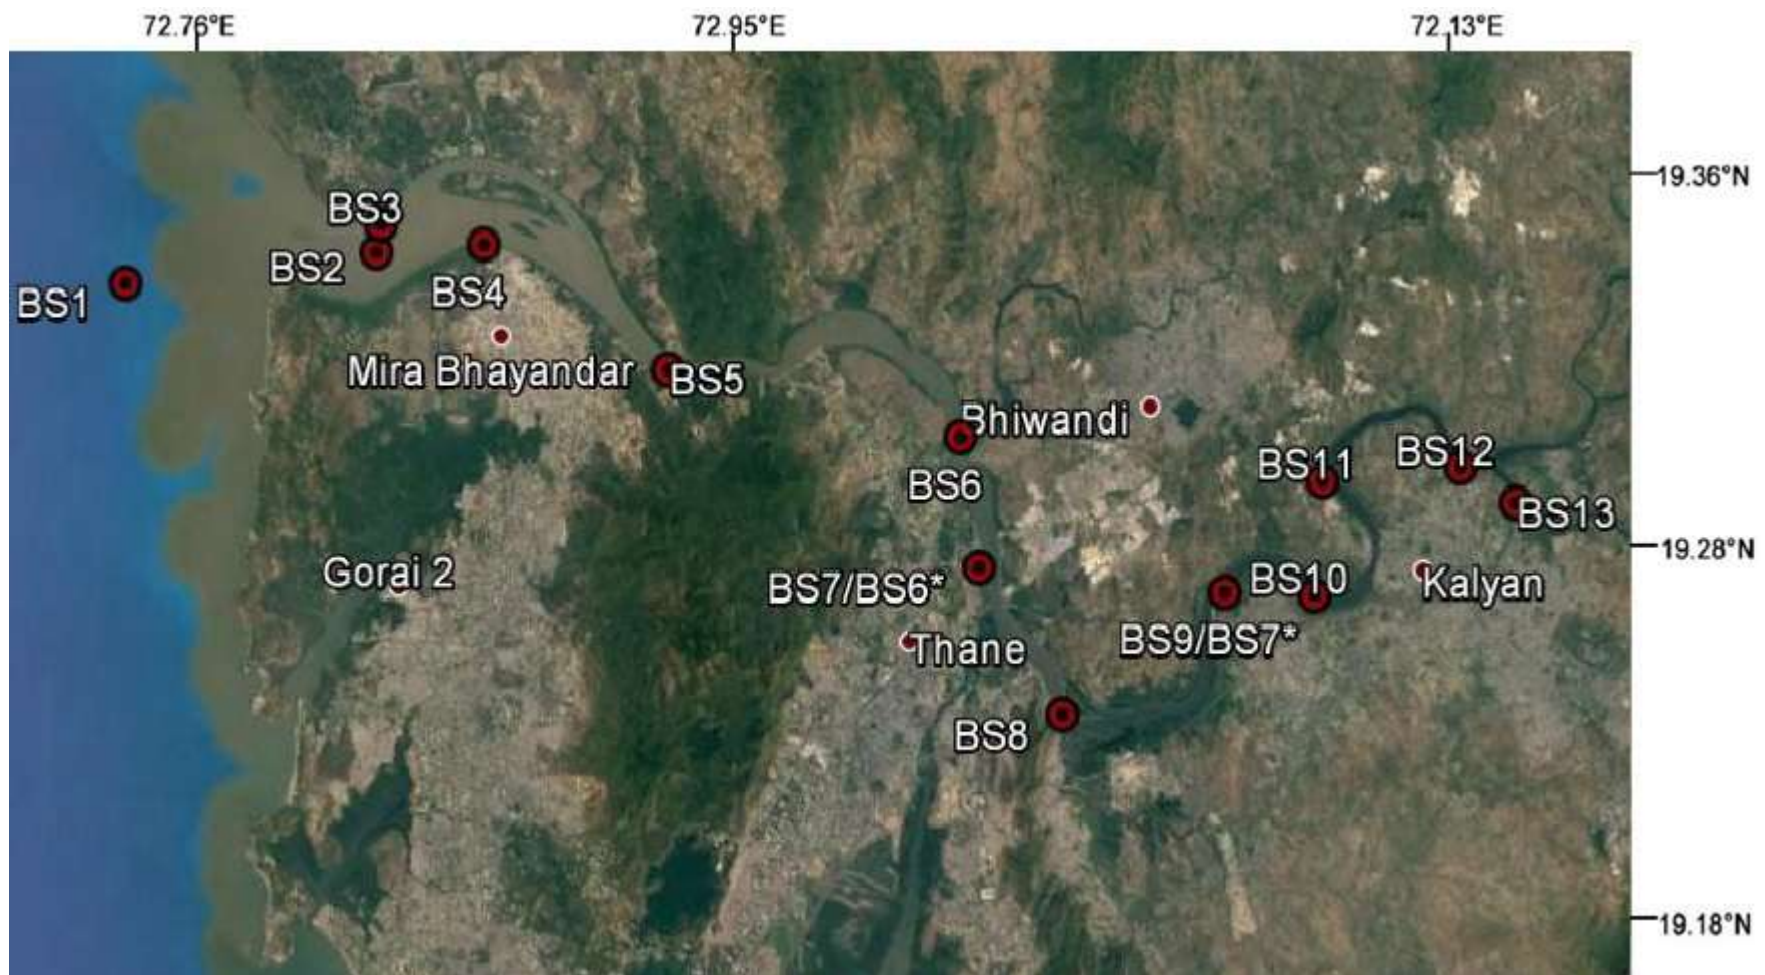 72.76°E 72.95°E 72.13°E
19.36°N
BS3
BS2
BS1
BS4
Mira Bhayandar
BS5
Bhiwandi
BS6
BS11
BS12
BS13
19.28°N
Gorai 2
BS7/BS6*
BS10
Kalyan
BS9/BS7*
Thane
BS8
19.18°N